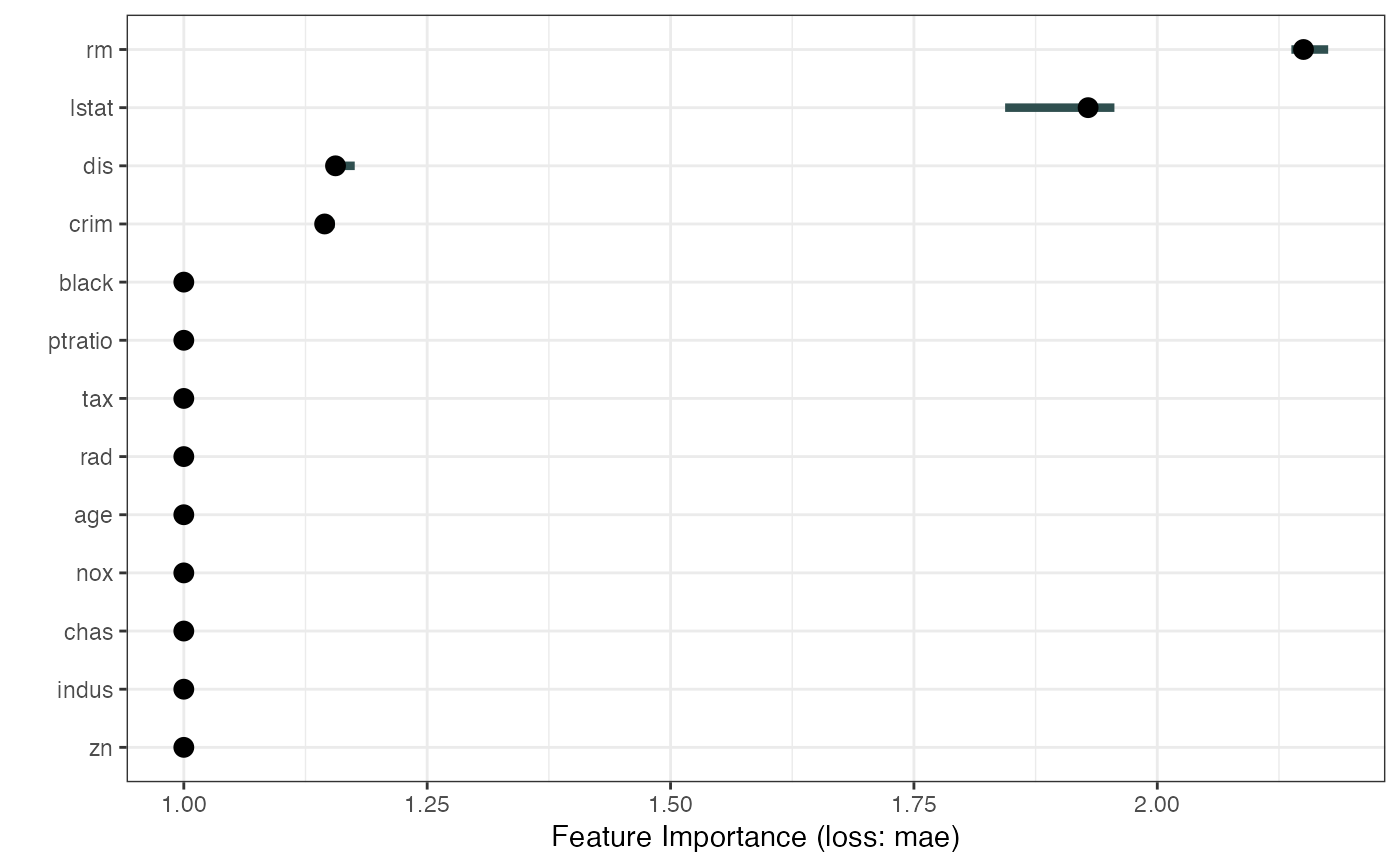 rm
lstat
dis
crim
black
ptratio
tax
rad
age
nox
chas
indus
zn
1.00 1.25 1.50 1.75 2.00
Feature Importance (loss: mae)